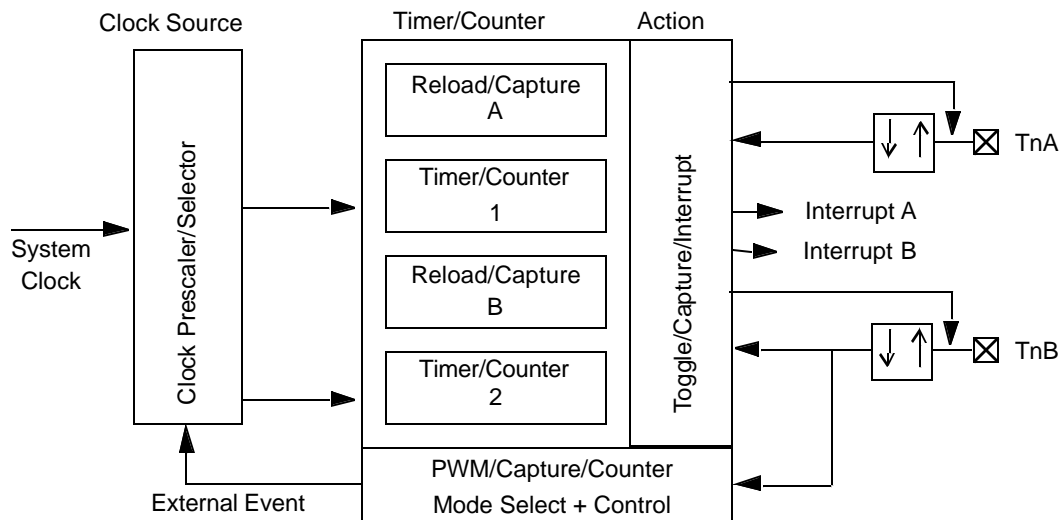 Clock Source
Timer/Counter
Action
Clock Prescaler/Selector
System
Clock
External Event
Reload/Capture
A
Timer/Counter
1
Reload/Capture
B
Timer/Counter
2
PWM/Capture/Counter
Mode Select + Control
Toggle/Capture/Interrupt
TnA
Interrupt A
Interrupt B
TnB